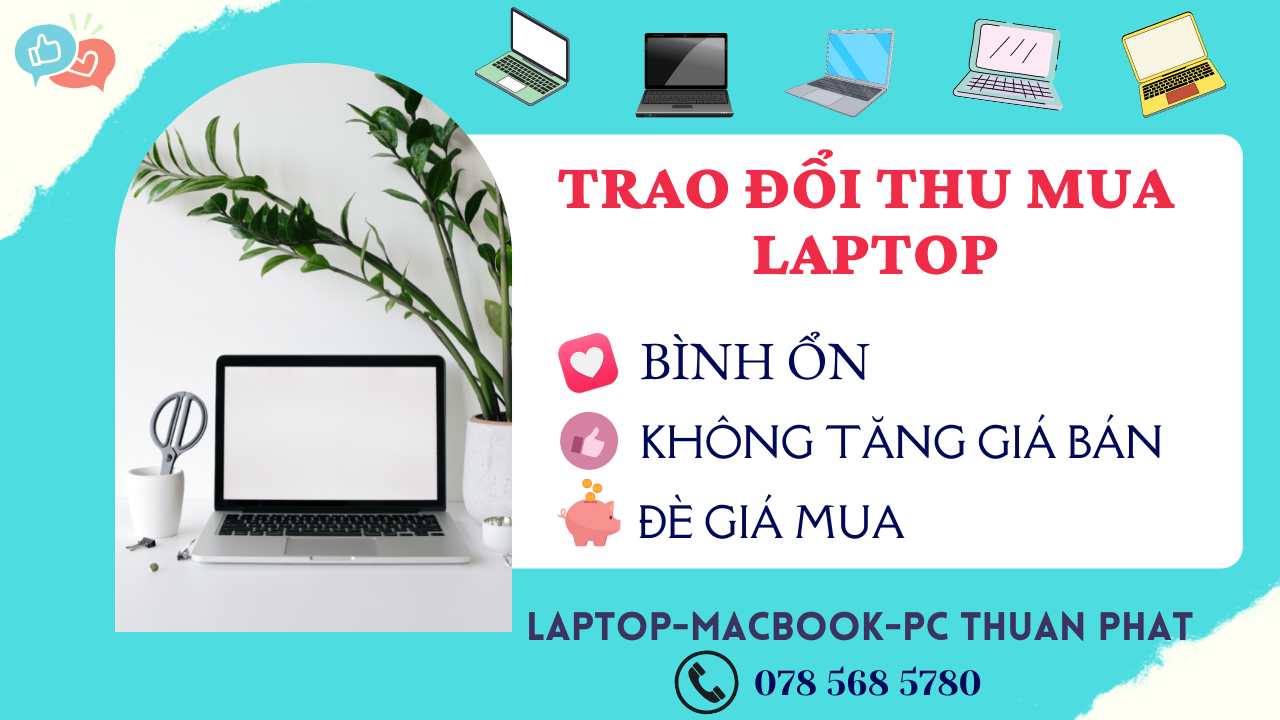 TRAO ĐỔI THU MUA
LAPTOP
BÌNH ỔN
KHÔNG TĂNG GIÁ BÁN
ĐÈ GIÁ MUA
LAPTOP-MACBOOK-PC THUAN PHAT
078 568 5780